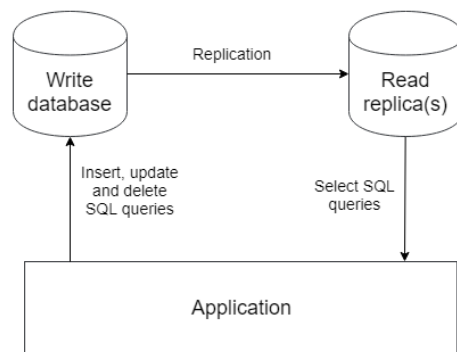 Write
database
Replication
Read
replica(s)
Insert, update
and delete
SQL queries
Select SQL
queries
Application